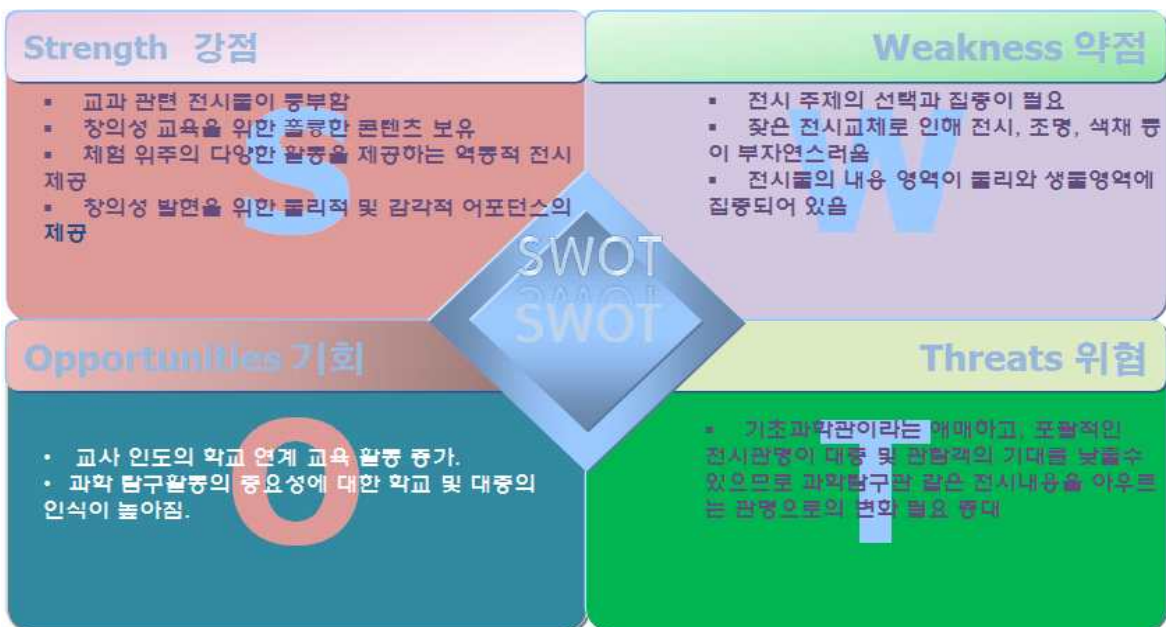 Strength 강점
▪ 교과 관련 전시물이 풍부함
▪ 창의성 교육을 위한 훌륭한 콘텐츠 보유
▪ 체험 위주의 다양한 활동을 제공하는 역동적 전시
제공
▪ 창의성 발현을 위한 물리적 및 감각적 어포던스의
제공
S
Weakness 약점
▪ 전시 주제의 선택과 집중이 필요
▪ 잦은 전시교체로 인해 전시, 조명, 색채 등
이 부자연스러움
▪ 전시물의 내용 영역이 물리와 생물영역에
집중되어 있음
W
SWOT
SWOT
Opportunities 기회
• 교사 인도의 학교 연계 교육 활동 증가.
• 과학 탐구활동의 중요성에 대한 학교 및 대중의
인식이 높아짐.
O
Threats 위협
▪ 기초과학관이라는 애매하고, 포괄적인
전시관명이 대중 및 관람객의 기대를 낮출수
있으므로 과학탐구관 같은 전시내용을 아우르
는 관명으로의 변화 필요 증대
T